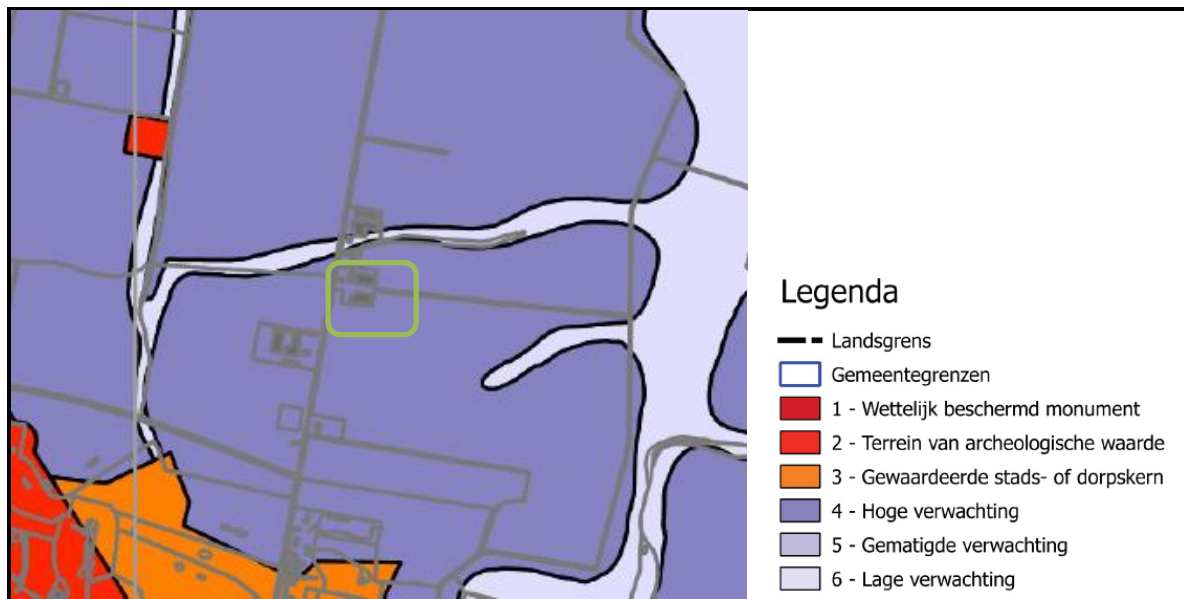 Legenda
Landsgrens
Gemeentegrenzen
1 - Wettelijk beschermd monument
2 - Terrein van archeologische waarde
3 - Gewaardeerde stads- of dorpskern
4 - Hoge verwachting
5 - Gematigde verwachting
6 - Lage verwachting